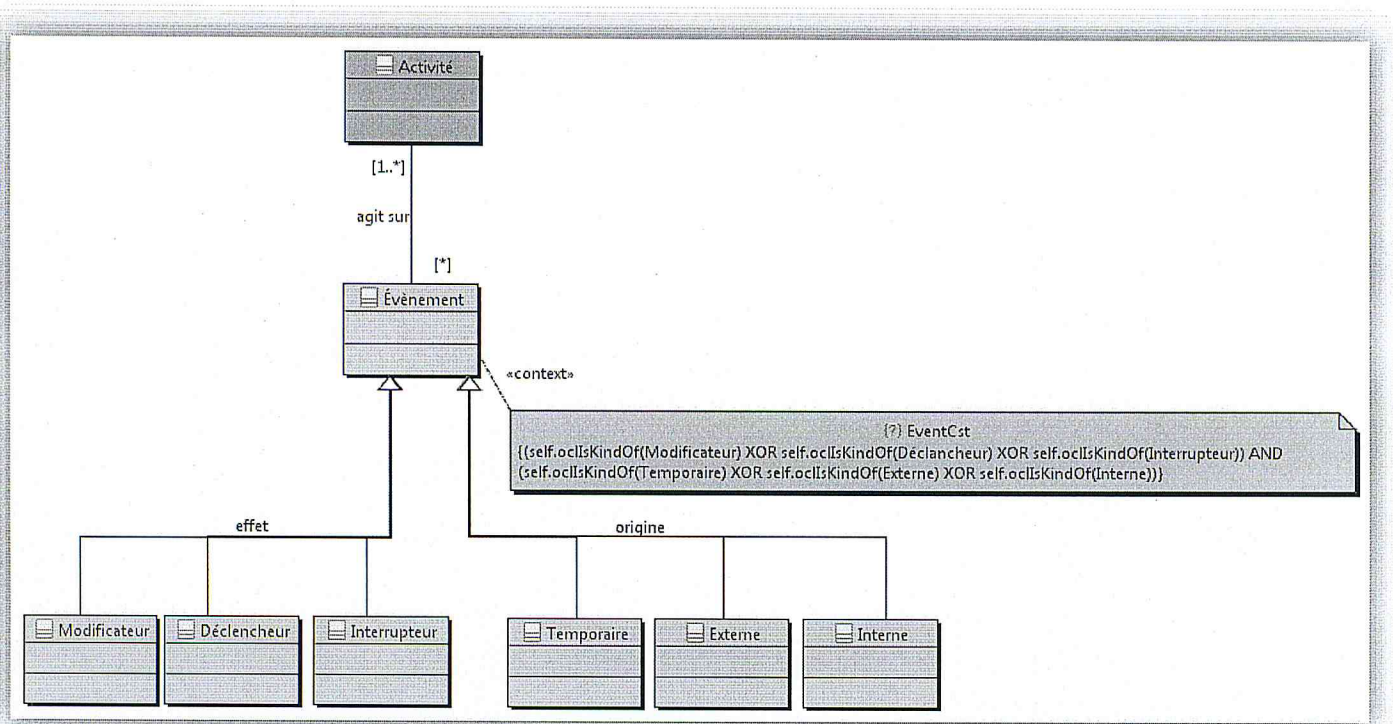 Activité
[1..*]
agit sur
[*]
Évènement
«context»
{?} EventCst
{(self.oclIsKindOf(Modificateur) XOR self.oclIsKindOf(Déclancheur) XOR self.oclIsKindOf(Interrupteur)) AND
(self.oclIsKindOf(Temporaire) XOR self.oclIsKindOf(Externe) XOR self.oclIsKindOf(Interne))}
effet
origine
Modificateur
Déclencheur
Interrupteur
Temporaire
Externe
Interne